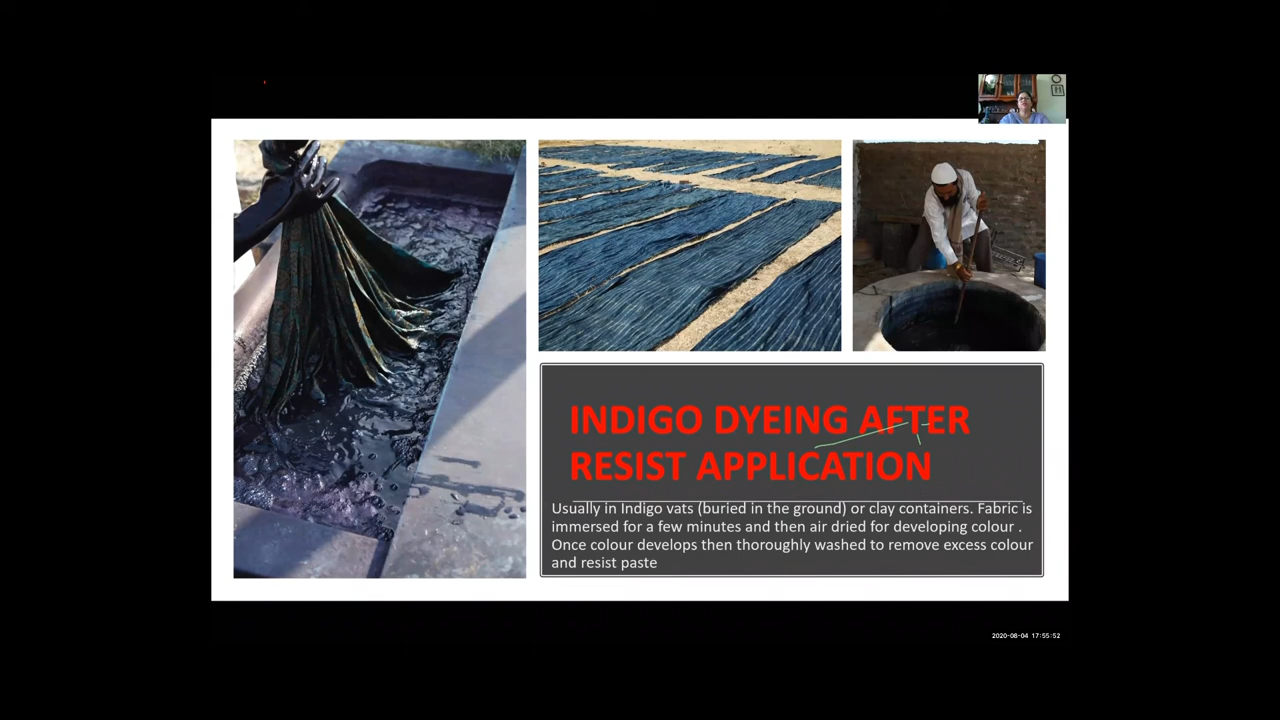 INDIGO DYEING AFTER
RESIST APPLICATION
Usually in Indigo vats (buried in the ground) or clay containers. Fabric is
immersed for a few minutes and then air dried for developing colour .
Once colour develops then thoroughly washed to remove excess colour
and resist paste
2020-08-04 17:55:52